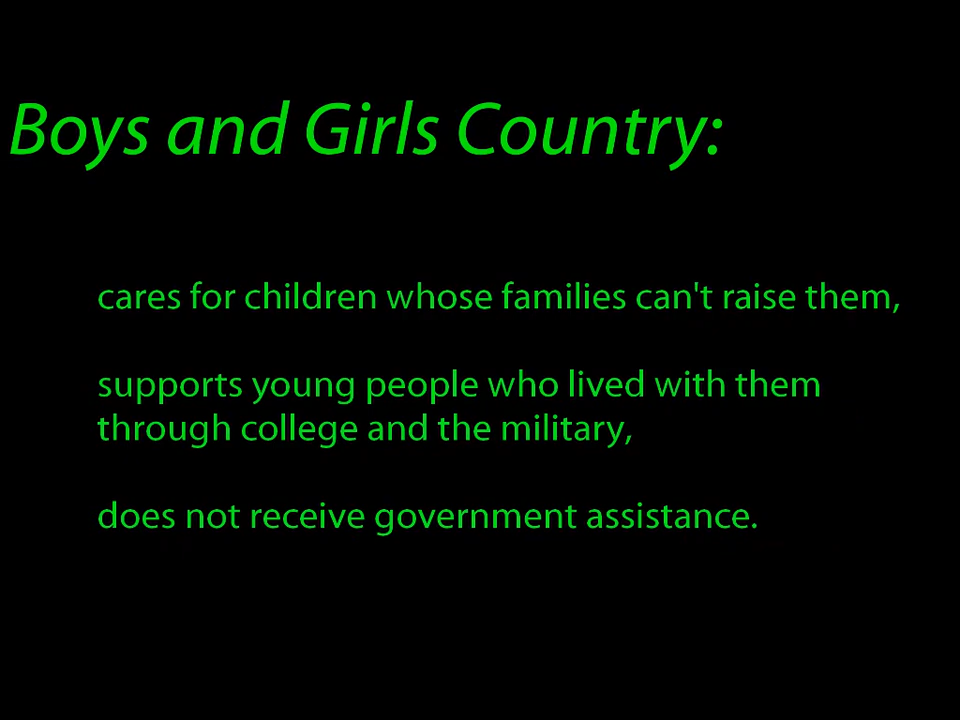 Boys and Girls Country:
cares for children whose families can't raise them,
supports young people who lived with them
through college and the military,
does not receive government assistance.